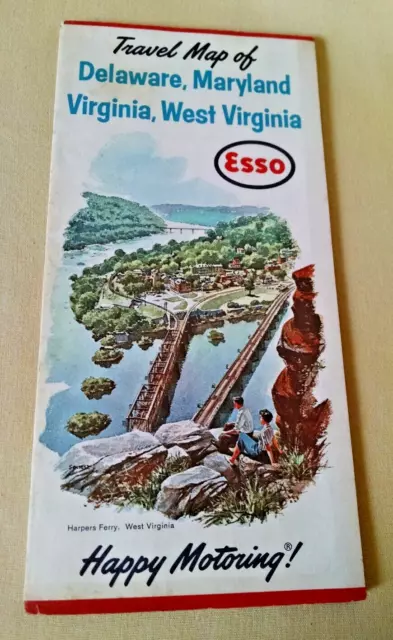 Travel Map of
Delaware, Maryland
Virginia, West Virginia
Esso
Harpers Ferry, West Virginia
Happy Motoring!®